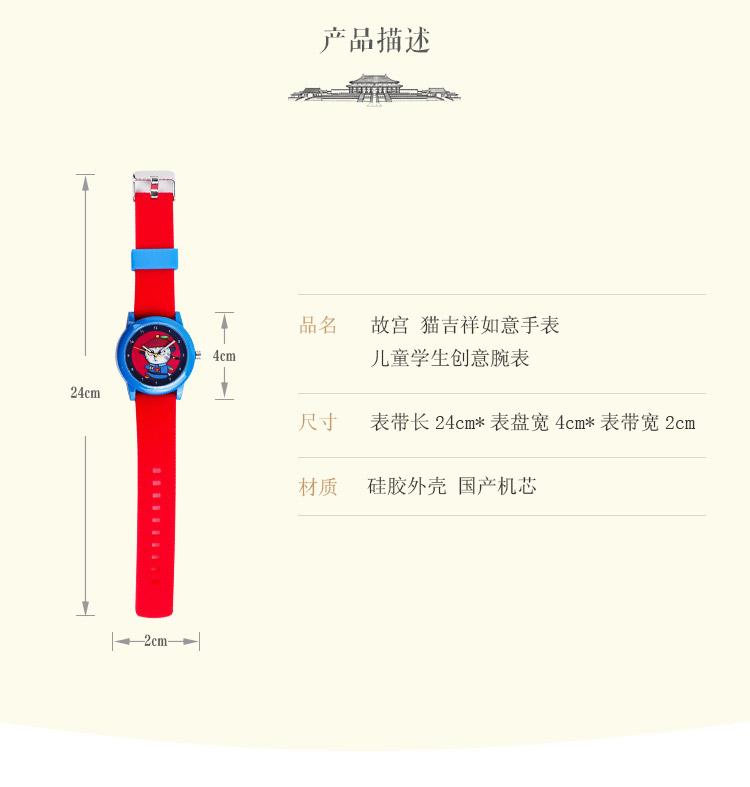 产品描述
24cm
4cm
2cm
品名 故宫 猫吉祥如意手表
儿童学生创意腕表
尺寸 表带长 24cm* 表盘宽 4cm* 表带宽 2cm
材质 硅胶外壳 国产机芯